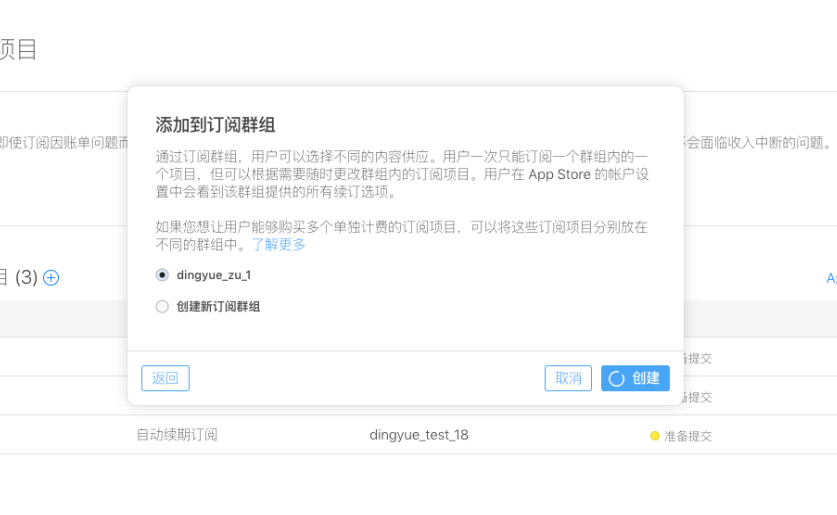 项目
即使订阅因账单问题而
不会面临收入中断的问题。
添加到订阅群组
通过订阅群组，用户可以选择不同的内容供应。用户一次只能订阅一个群组内的一
个项目，但可以根据需要随时更改群组内的订阅项目。用户在 App Store 的帐户设
置中会看到该群组提供的所有续订选项。
如果您想让用户能够购买多个单独计费的订阅项目，可以将这些订阅项目分别放在
不同的群组中。了解更多
目 (3)
dingyue_zu_1
创建新订阅群组
返回
取消
创建
备提交
备提交
自动续期订阅 dingyue_test_18 准备提交